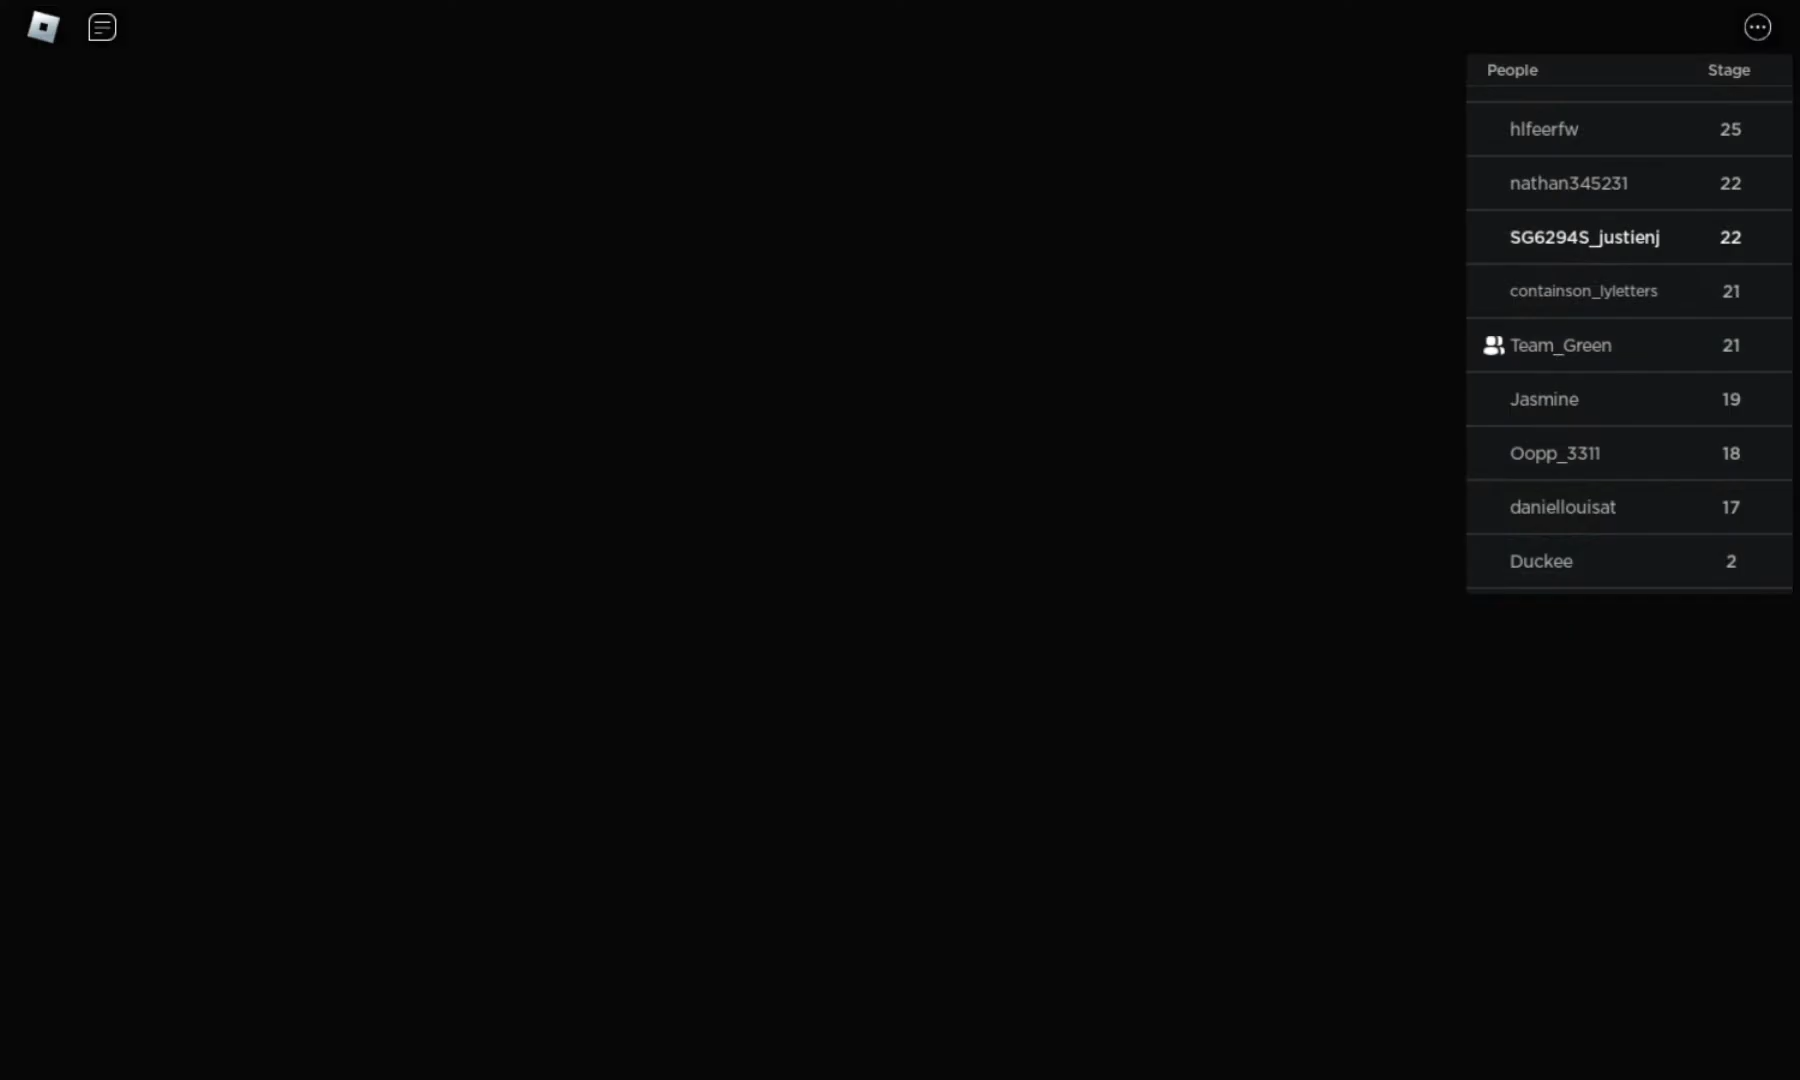 People Stage
hlfeerfw 25
nathan345231 22
SG6294S_justienj 22
containson_lyletters 21
Team_Green 21
Jasmine 19
Oopp_3311 18
daniellouisat 17
Duckee 2